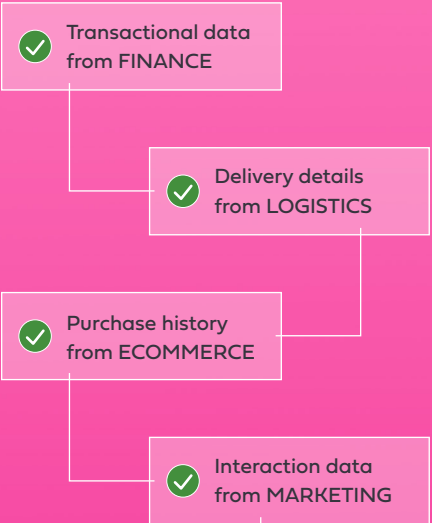 Transactional data
from FINANCE
Delivery details
from LOGISTICS
Purchase history
from ECOMMERCE
Interaction data
from MARKETING